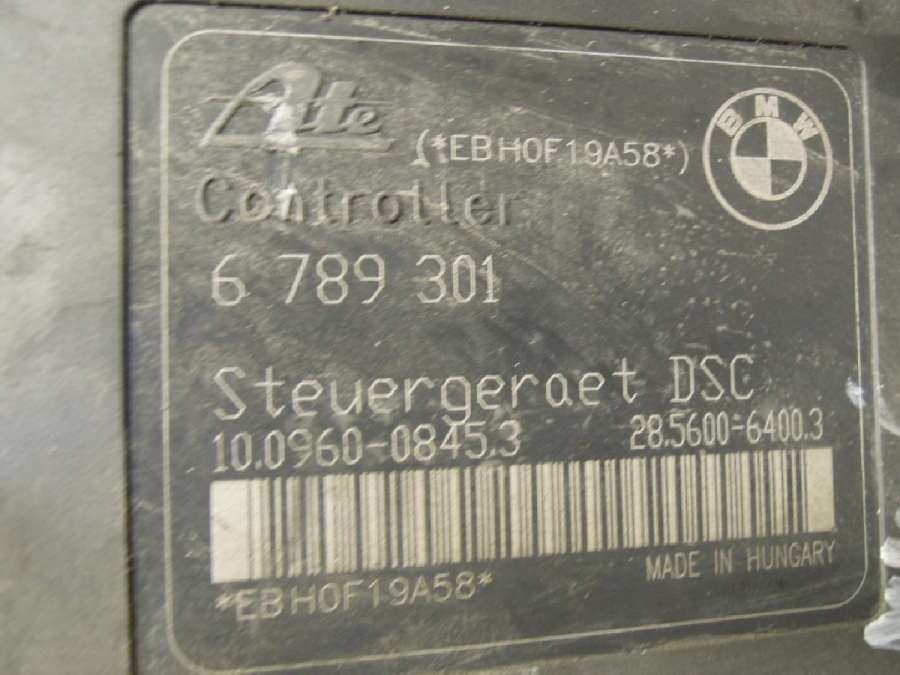 Ate
(*EBH0F19A58*)
BMW
Controller
6 789 301
Steuergeraet DSC
10.0960-0845.3 28.5600-6400.3
MADE IN HUNGARY
*EBH0F19A58*